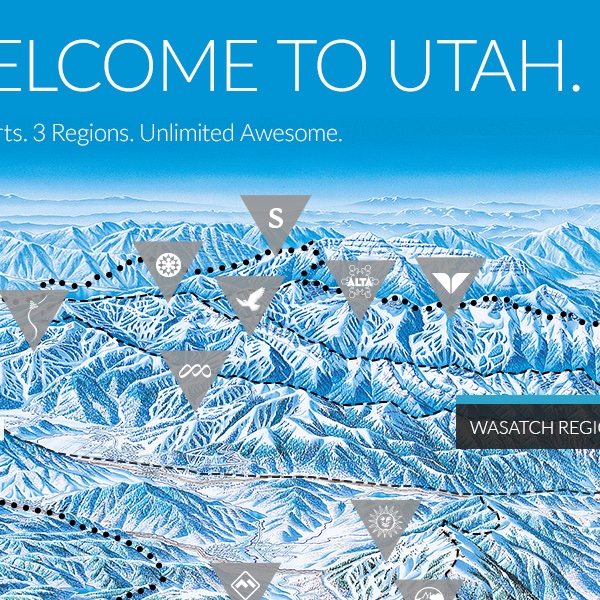 ELCOME TO UTAH.
rts. 3 Regions. Unlimited Awesome.
S
ALTA
WASATCH REGIO